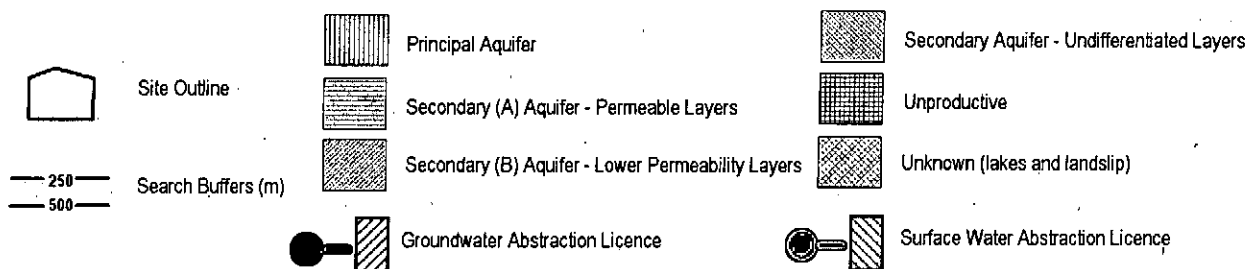 Site Outline
250
500
Search Buffers (m)
Principal Aquifer
Secondary (A) Aquifer - Permeable Layers
Secondary (B) Aquifer - Lower Permeability Layers
Groundwater Abstraction Licence
Secondary Aquifer - Undifferentiated Layers
Unproductive
Unknown (lakes and landslip)
Surface Water Abstraction Licence